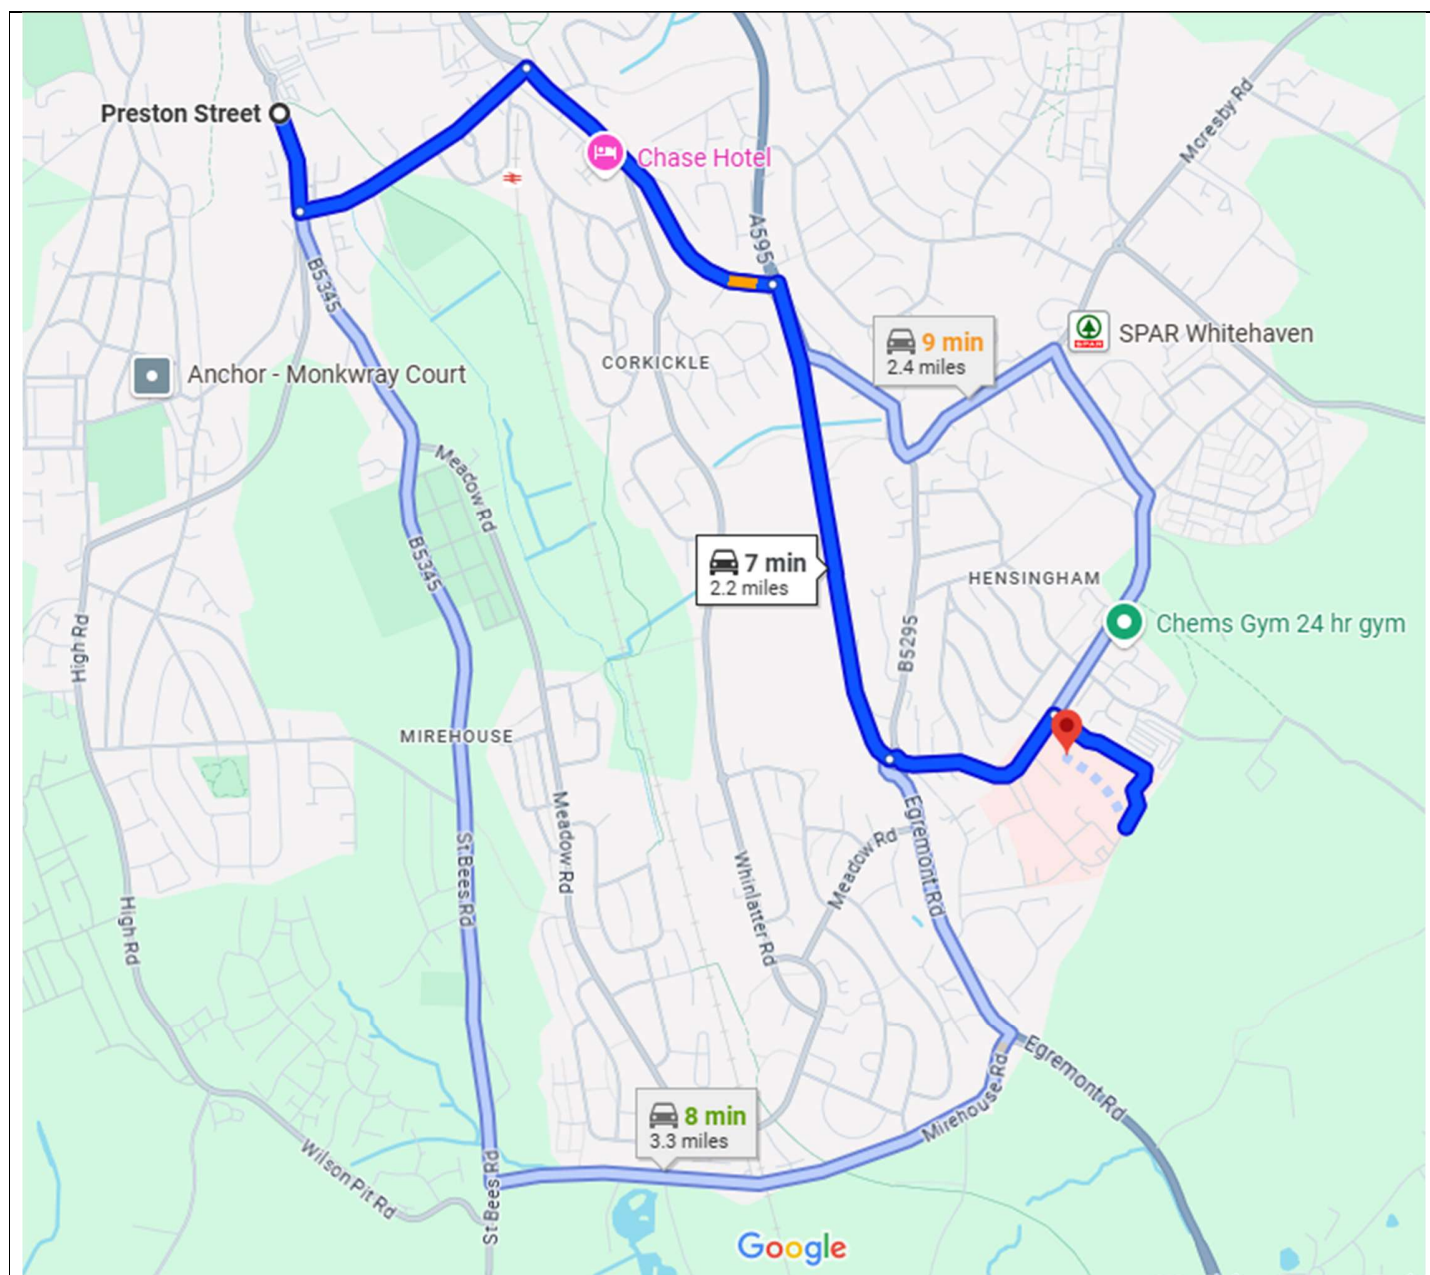 Moresby Rd
Preston Street
Chase Hotel
A595
B5345
SPAR
SPAR Whitehaven
9 min
2.4 miles
CORKICKLE
Anchor - Monkwray Court
Meadow Rd
B5345
7 min
2.2 miles
HENSINGHAM
Chems Gym 24 hr gym
High Rd
B5295
MIREHOUSE
Meadow Rd
St Bees Rd
Meadow Rd
Egremont Rd
Whinlatter Rd
High Rd
Egremont Rd
Mirehouse Rd
8 min
3.3 miles
Wilson Pit Rd
St Bees Rd
Google